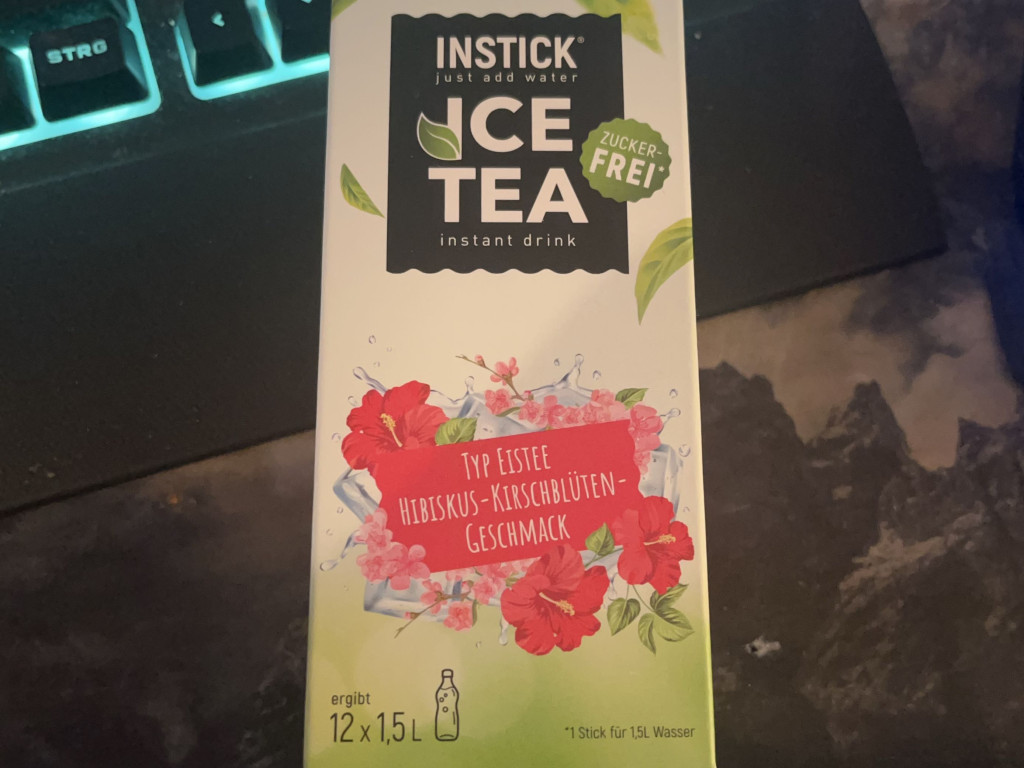 STRG
INSTICK®
just add water
ICE
TEA
ZUCKER-
FREI*
instant drink
TYP EISTEE
HIBISKUS-KIRSCHBLÜTEN-
GESCHMACK
ergibt
12 x 1,5 L
*1 Stick für 1,5L Wasser